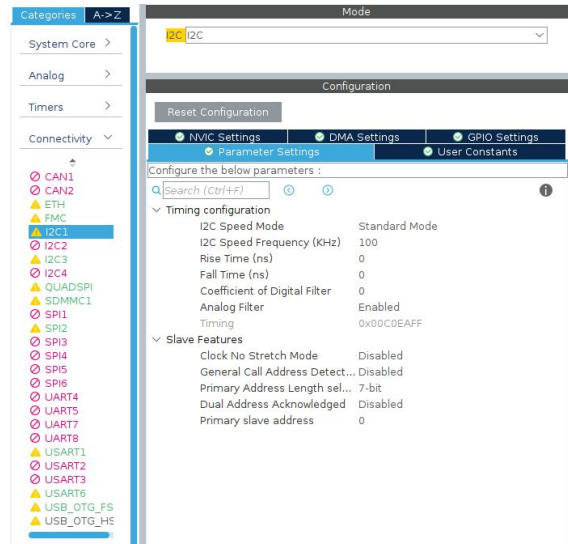 Categories A->Z
System Core
Analog
Timers
Connectivity
CAN1
CAN2
ETH
FMC
I2C1
I2C2
I2C3
I2C4
QUADSPI
SDMMC1
SPI1
SPI2
SPI3
SPI4
SPI5
SPI6
UART4
UART5
UART7
UART8
USART1
USART2
USART3
USART6
USB_OTG_FS
USB_OTG_HS
Mode
I2C I2C
Configuration
Reset Configuration
NVIC Settings DMA Settings GPIO Settings
Parameter Settings User Constants
Configure the below parameters :
Search (Ctrl+F)
Timing configuration
I2C Speed Mode Standard Mode
I2C Speed Frequency (KHz) 100
Rise Time (ns) 0
Fall Time (ns) 0
Coefficient of Digital Filter 0
Analog Filter Enabled
Timing 0x00C0EAFF
Slave Features
Clock No Stretch Mode Disabled
General Call Address Detect... Disabled
Primary Address Length sel... 7-bit
Dual Address Acknowledged Disabled
Primary slave address 0